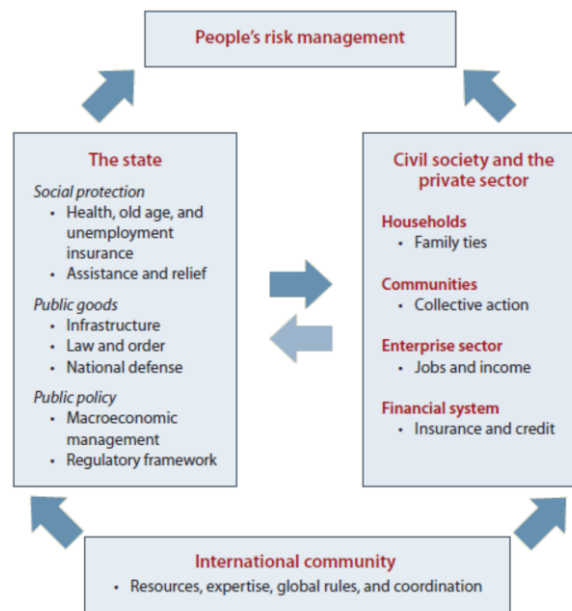 People’s risk management
The state
Social protection
• Health, old age, and
unemployment
insurance
• Assistance and relief
Public goods
• Infrastructure
• Law and order
• National defense
Public policy
• Macroeconomic
management
• Regulatory framework
Civil society and the
private sector
Households
• Family ties
Communities
• Collective action
Enterprise sector
• Jobs and income
Financial system
• Insurance and credit
International community
• Resources, expertise, global rules, and coordination